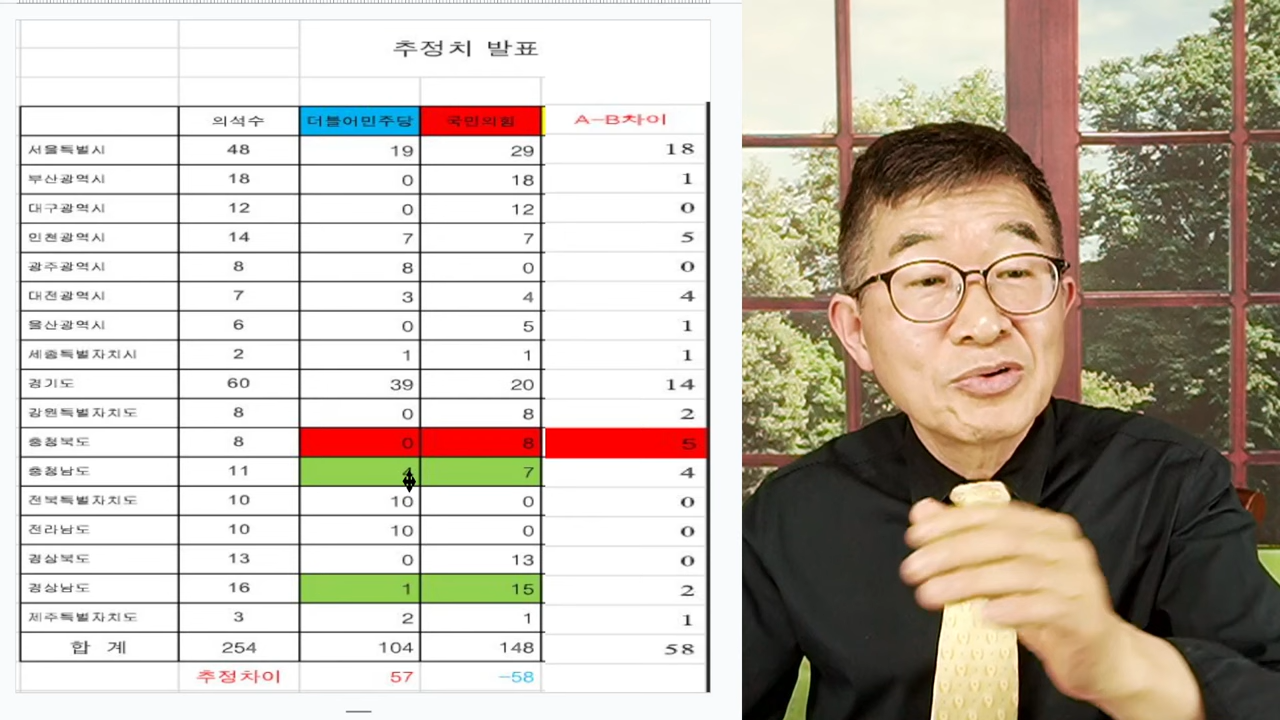 추정치 발표
의석수 더불어민주당 국민의힘 A-B차이
서울특별시 48 19 29 18
부산광역시 18 0 18 1
대구광역시 12 0 12 0
인천광역시 14 7 7 5
광주광역시 8 8 0 0
대전광역시 7 3 4 4
울산광역시 6 0 5 1
세종특별자치시 2 1 1 1
경기도 60 39 20 14
강원특별자치도 8 0 8 2
충청북도 8 0 8 5
충청남도 11 4 7 4
전북특별자치도 10 10 0 0
전라남도 10 10 0 0
경상북도 13 0 13 0
경상남도 16 1 15 2
제주특별자치도 3 2 1 1
합 계 254 104 148 58
추정차이 57 -58